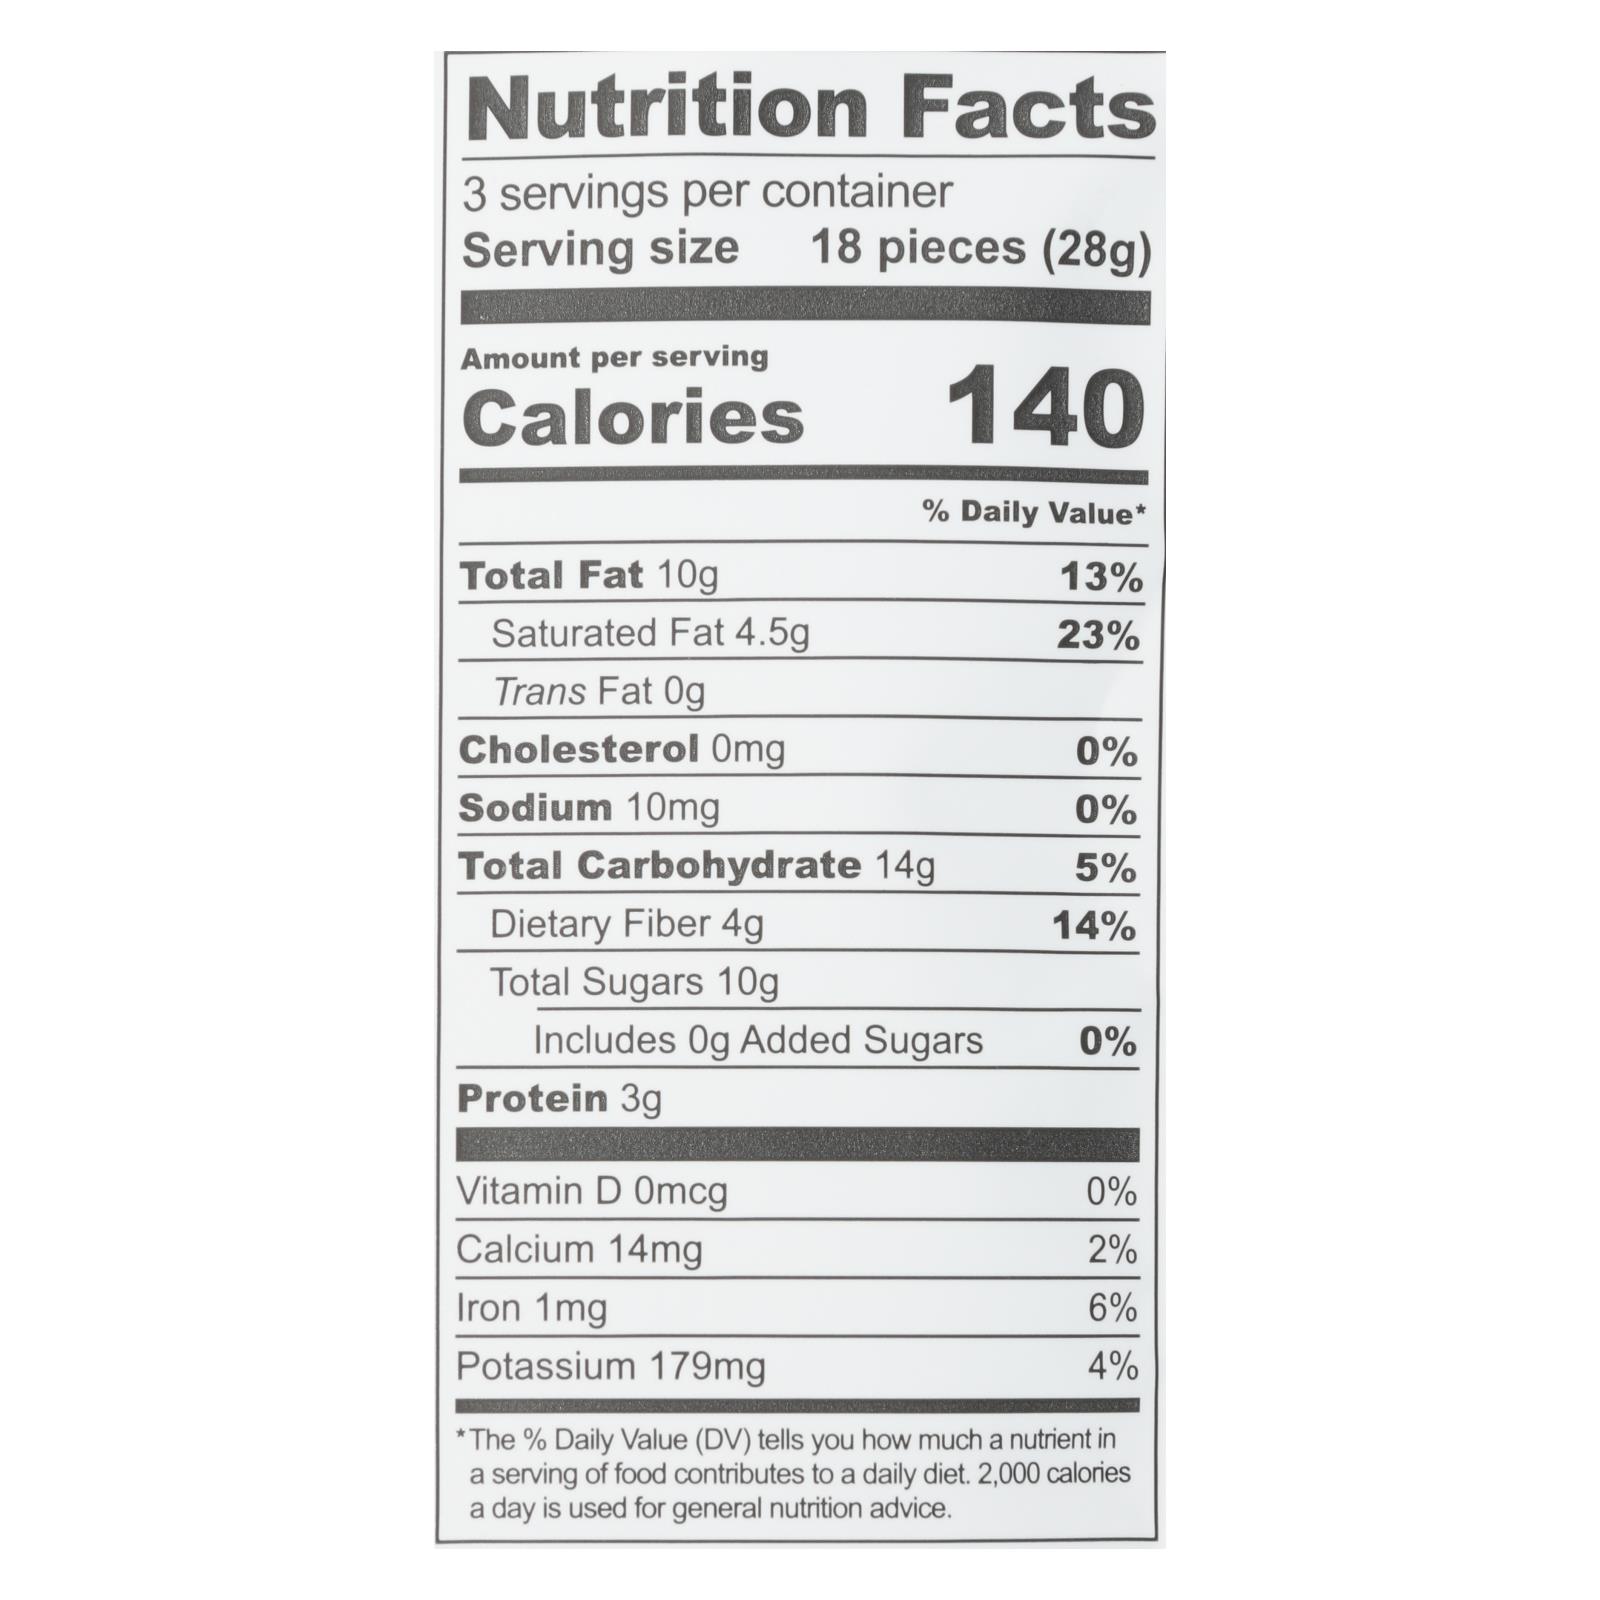 Nutrition Facts
3 servings per container
Serving size 18 pieces (28g)
Amount per serving
Calories 140
% Daily Value*
Total Fat 10g 13%
Saturated Fat 4.5g 23%
Trans Fat 0g
Cholesterol 0mg 0%
Sodium 10mg 0%
Total Carbohydrate 14g 5%
Dietary Fiber 4g 14%
Total Sugars 10g
Includes 0g Added Sugars 0%
Protein 3g
Vitamin D 0mcg 0%
Calcium 14mg 2%
Iron 1mg 6%
Potassium 179mg 4%
*The % Daily Value (DV) tells you how much a nutrient in
a serving of food contributes to a daily diet. 2,000 calories
a day is used for general nutrition advice.